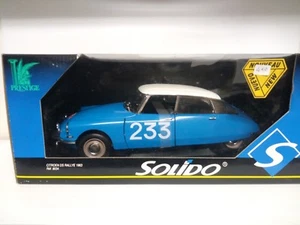 PRESTIGE
NOUVEAU
NEW
233
CITROEN DS RALLYE 1963
SOLIDO
S